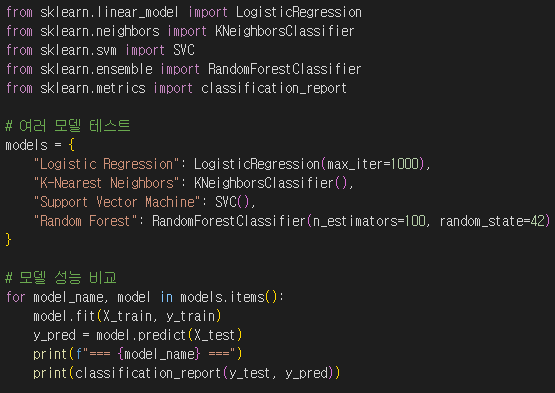 from sklearn.linear_model import LogisticRegression
from sklearn.neighbors import KNeighborsClassifier
from sklearn.svm import SVC
from sklearn.ensemble import RandomForestClassifier
from sklearn.metrics import classification_report

# 여러 모델 테스트
models = {
    "Logistic Regression": LogisticRegression(max_iter=1000),
    "K-Nearest Neighbors": KNeighborsClassifier(),
    "Support Vector Machine": SVC(),
    "Random Forest": RandomForestClassifier(n_estimators=100, random_state=42)
}

# 모델 성능 비교
for model_name, model in models.items():
    model.fit(X_train, y_train)
    y_pred = model.predict(X_test)
    print(f"=== {model_name} ===")
    print(classification_report(y_test, y_pred))